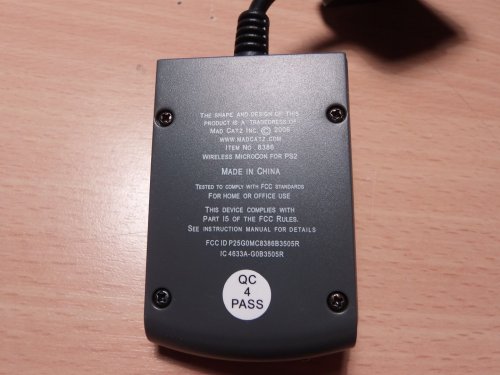 THE SHAPE AND DESIGN OF THIS
PRODUCT IS A TRADEDRESS OF
MAD CATZ INC. © 2006
WWW.MADCATZ.COM
ITEM NO. 8386
WIRELESS MICROCON FOR PS2
MADE IN CHINA
TESTED TO COMPLY WITH FCC STANDARDS
FOR HOME OR OFFICE USE
THIS DEVICE COMPLIES WITH
PART 15 OF THE FCC RULES.
SEE INSTRUCTION MANUAL FOR DETAILS
FCC ID P25G0MC8386B3505R
IC 4633A-G0B3505R
QC
4
PASS